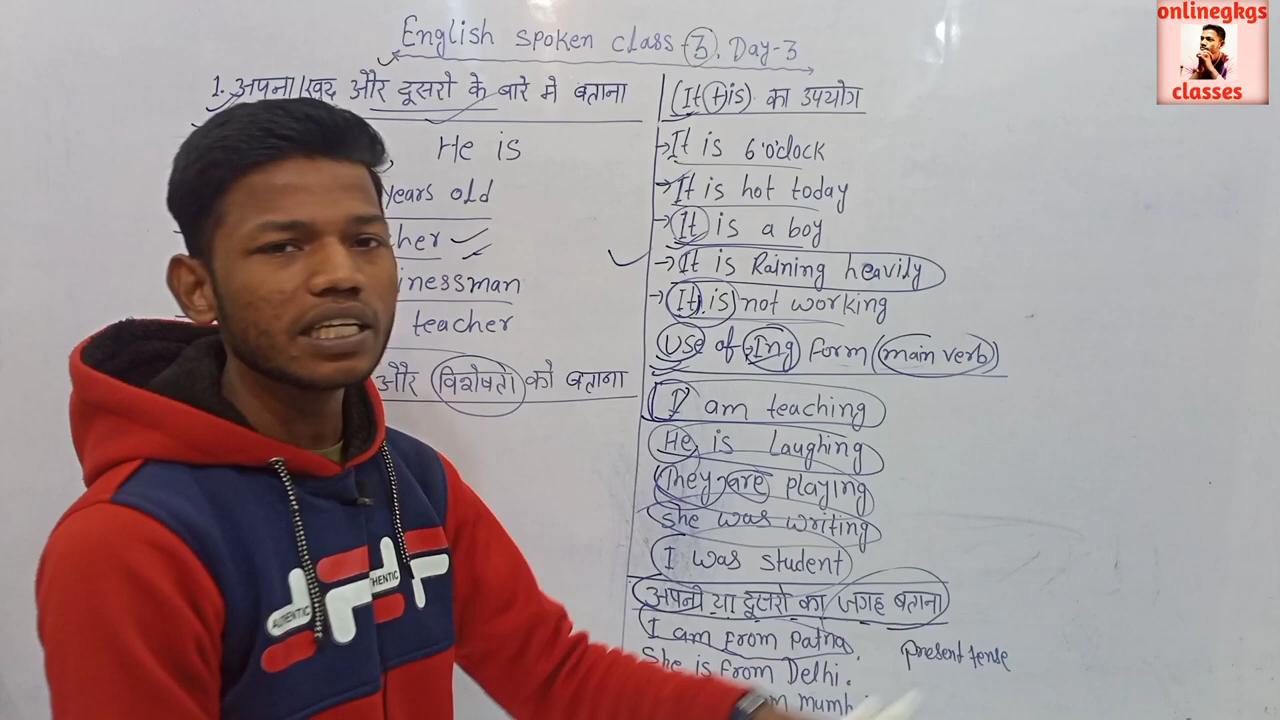 onlinegkgs
classes
English spoken class-3. Day-3
1. अपना/खुद और दूसरो के बारे मे बताना
He is
years old
cher
inessman
teacher
और विशेषता को बताना
(It is) का उपयोग
→ It is 6'o'clock
→ It is hot today
→ It is a boy
→ It is Raining heavily
→ It is not working
Use of Ing Form (main verb)
I am teaching
He is Laughing
They are playing
She was writing
I was student
अपनी या दूसरो का जगह बताना
I am From Patna.
Present tense
She is From Delhi.
m mumb
AUTHENTIC
THENTIC